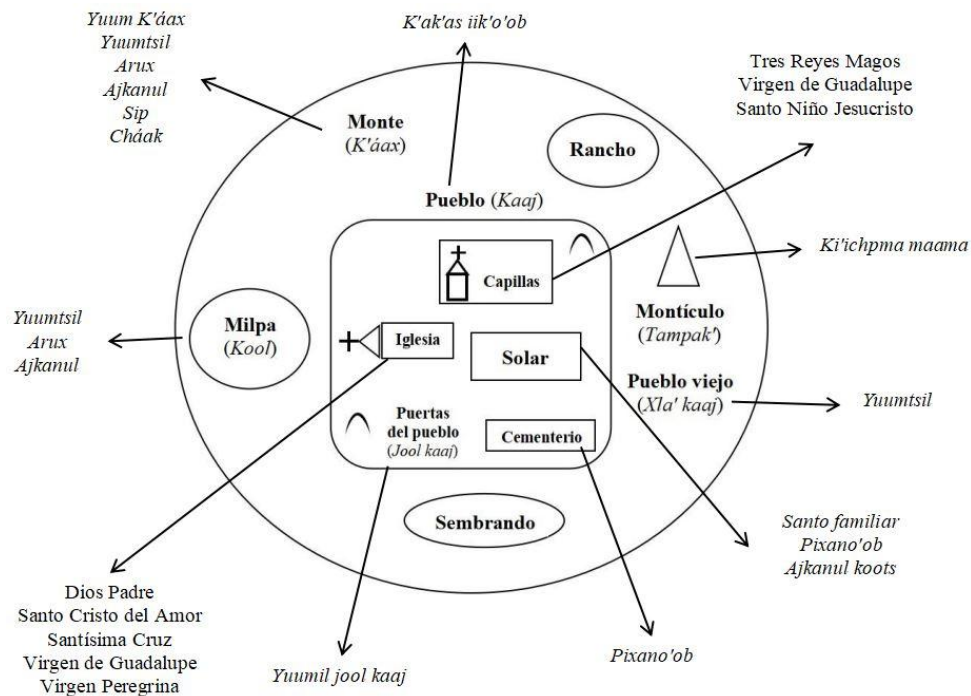 Yuum K'áax
Yuumtsil
Arux
Ajkanul
Sip
Cháak
K'ak'as iik'o'ob
Tres Reyes Magos
Virgen de Guadalupe
Santo Niño Jesucristo
Monte
(K'áax)
Rancho
Pueblo (Kaaj)
Capillas
Ki'ichpma maama
Montículo
(Tampak')
Yuumtsil
Arux
Ajkanul
Milpa
(Kool)
Iglesia
Solar
Pueblo viejo
(Xla' kaaj)
Yuumtsil
Puertas
del pueblo
(Jool kaaj)
Cementerio
Sembrando
Santo familiar
Pixano'ob
Ajkanul koots
Dios Padre
Santo Cristo del Amor
Santísima Cruz
Virgen de Guadalupe
Virgen Peregrina
Yuumil jool kaaj
Pixano'ob